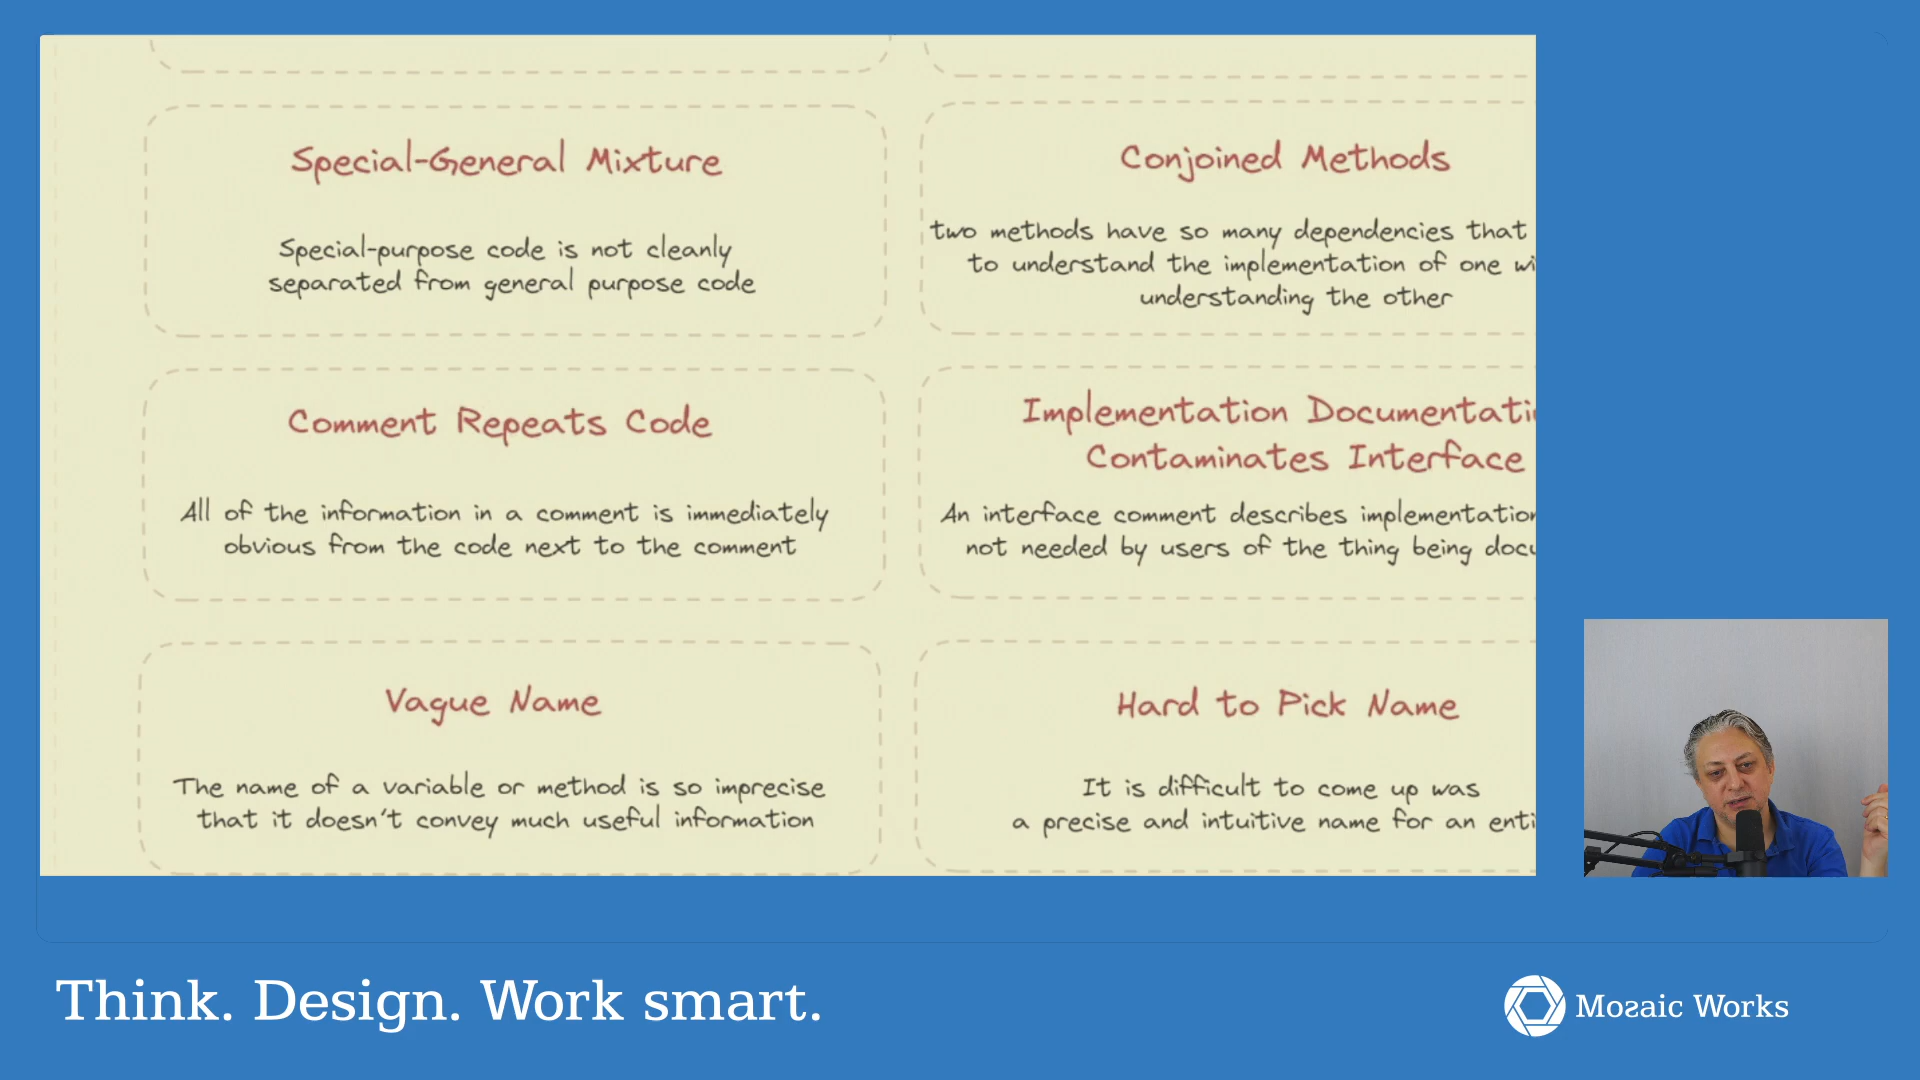 Special-General Mixture
Special-purpose code is not cleanly
separated from general purpose code
Conjoined Methods
two methods have so many dependencies that
to understand the implementation of one wi
understanding the other
Comment Repeats Code
All of the information in a comment is immediately
obvious from the code next to the comment
Implementation Documentati
Contaminates Interface
An interface comment describes implementation
not needed by users of the thing being docu
Vague Name
The name of a variable or method is so imprecise
that it doesn't convey much useful information
Hard to Pick Name
It is difficult to come up was
a precise and intuitive name for an enti
Think. Design. Work smart.
Mozaic Works